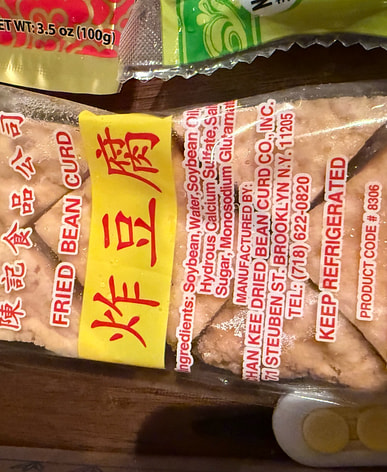 ET WT: 3.5 oz (100g)
陳記食品公司
FRIED BEAN CURD
炸豆腐
Ingredients: Soybean, Water, Soybean Oil,
Hydrous Calcium Sulfate, Salt,
Sugar, Monosodium Glutamate
MANUFACTURED BY:
HAN KEE DRIED BEAN CURD CO., INC.
71 STEUBEN ST. BROOKLYN N.Y. 11205
TEL: (718) 622-0820
KEEP REFRIGERATED
PRODUCT CODE # 8306